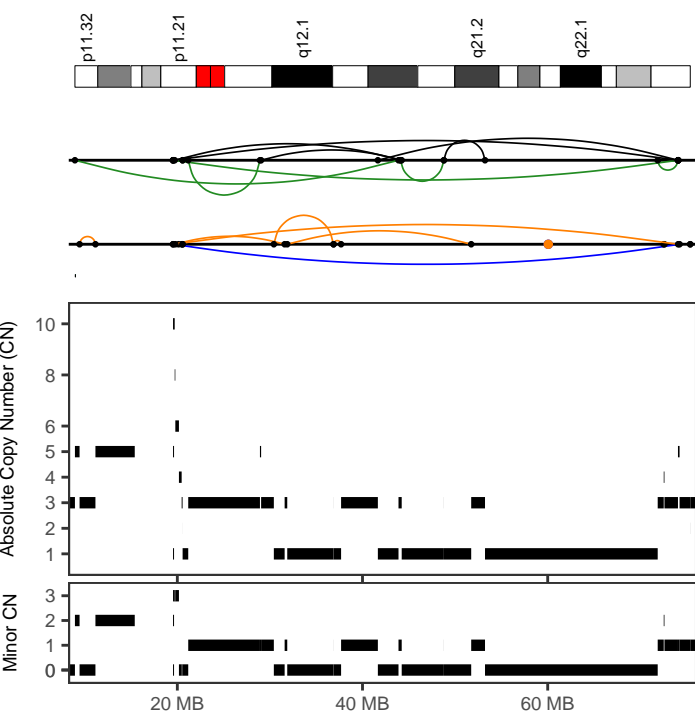 p11.32
p11.21
q12.1
q21.2
q22.1
Absolute Copy Number (CN)
10
8
6
5
4
3
2
1
Minor CN
3
2
1
0
20 MB
40 MB
60 MB